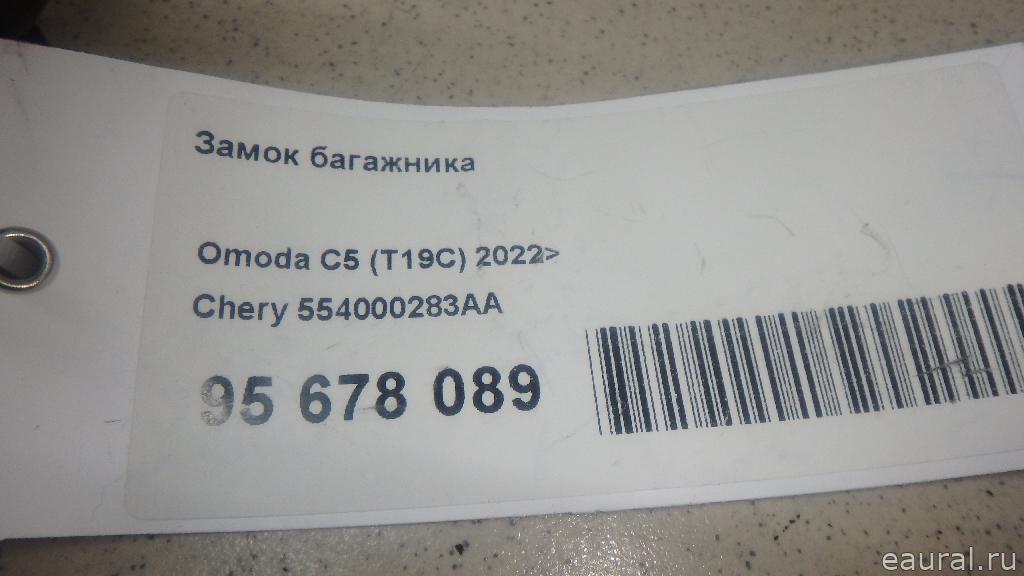 Замок багажника
Omoda C5 (T19C) 2022>
Chery 554000283AA
95 678 089
eaural.ru